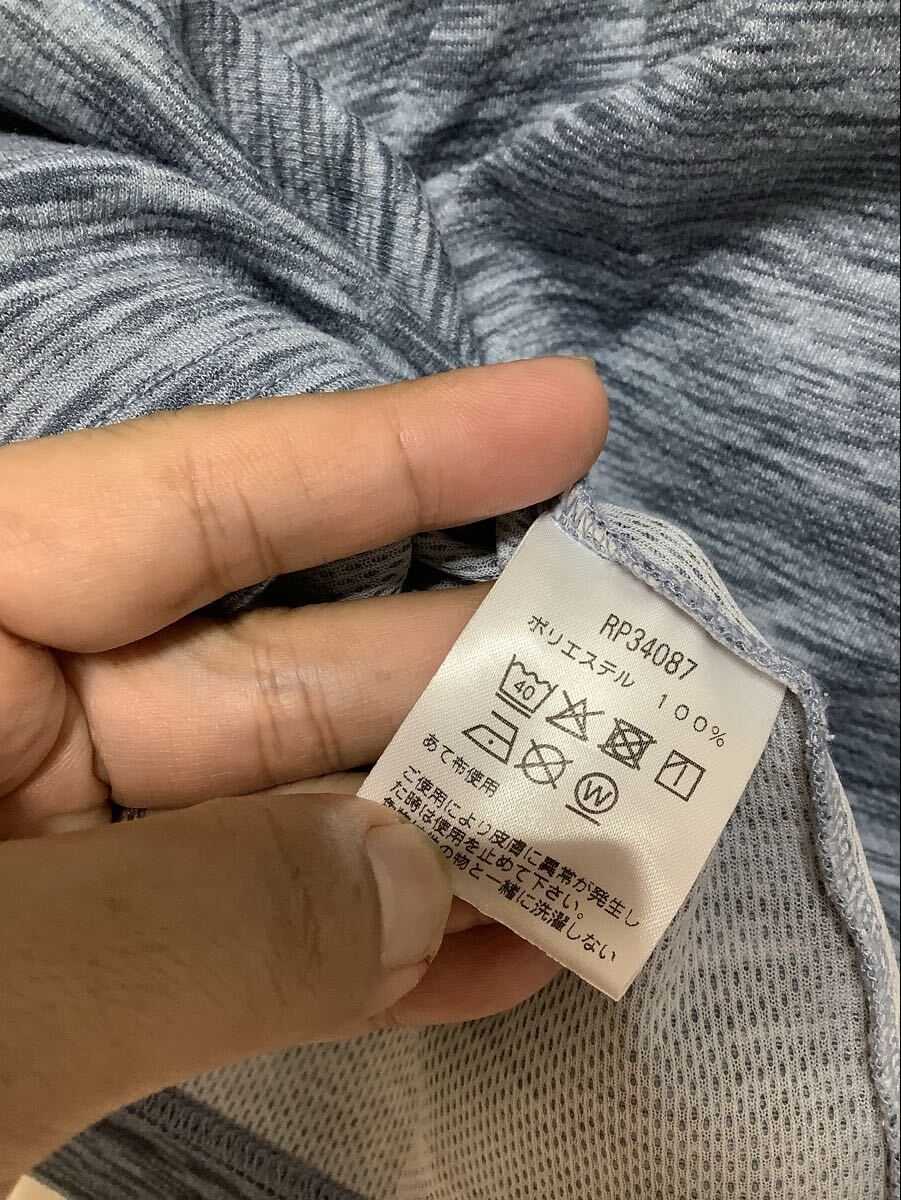 RP34087
ポリエステル 100%
40
W
あて布使用
ご使用により皮膚に異常が発生し
た時は使用を止めて下さい。
の物と一緒に洗濯しない